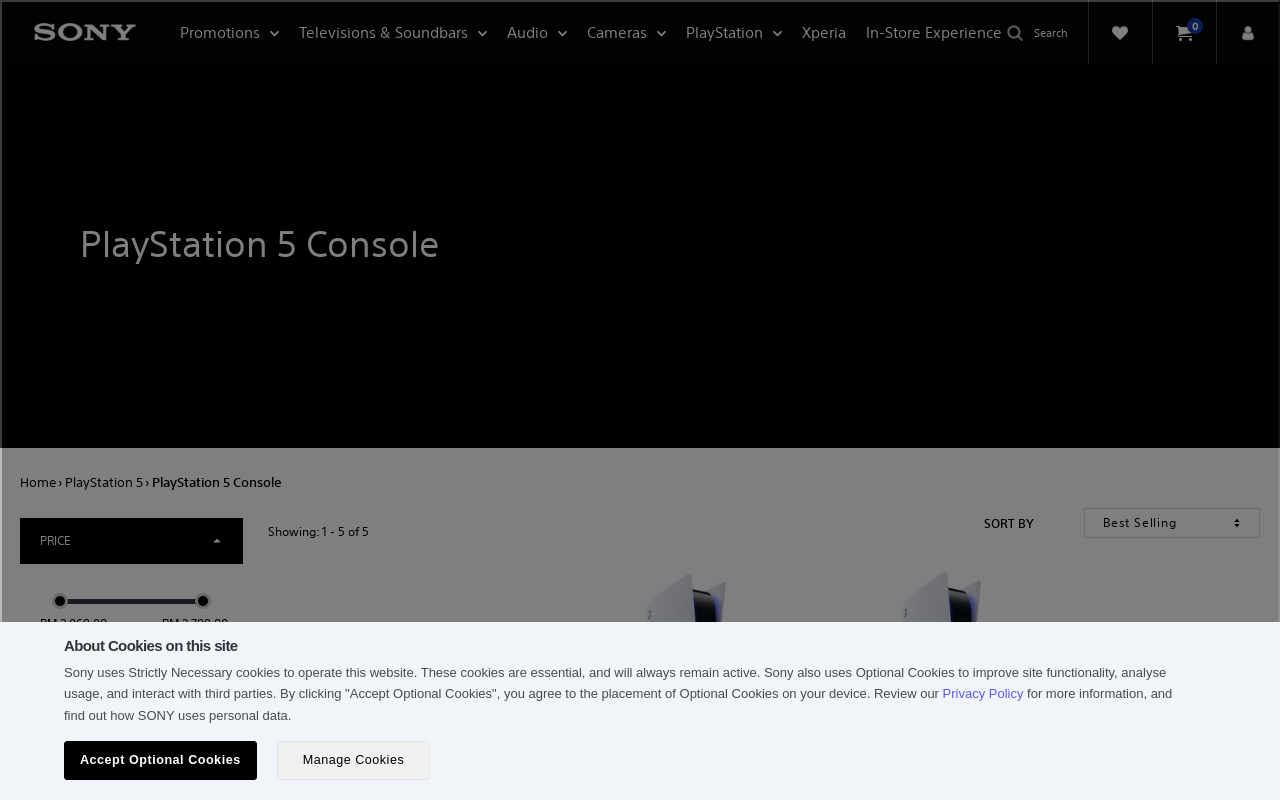 SONY
Promotions
Televisions & Soundbars
Audio
Cameras
PlayStation
Xperia
In-Store Experience
Search
0
PlayStation 5 Console
Home › PlayStation 5 › PlayStation 5 Console
PRICE
Showing: 1 - 5 of 5
SORT BY
Best Selling
About Cookies on this site
Sony uses Strictly Necessary cookies to operate this website. These cookies are essential, and will always remain active. Sony also uses Optional Cookies to improve site functionality, analyse
usage, and interact with third parties. By clicking "Accept Optional Cookies", you agree to the placement of Optional Cookies on your device. Review our Privacy Policy for more information, and
find out how SONY uses personal data.
Accept Optional Cookies
Manage Cookies